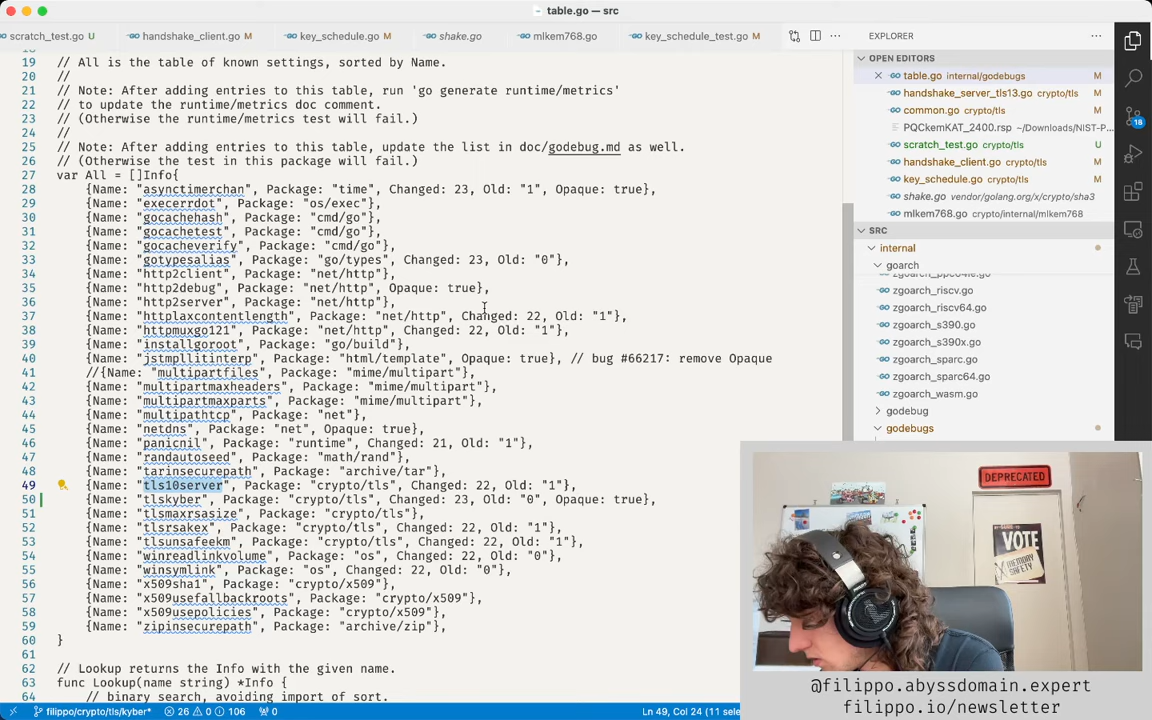 table.go — src
scratch_test.go U
handshake_client.go M
key_schedule.go M
shake.go
mlkem768.go
key_schedule_test.go M
EXPLORER
19 // All is the table of known settings, sorted by Name.
20 //
21 // Note: After adding entries to this table, run 'go generate runtime/metrics'
22 // to update the runtime/metrics doc comment.
23 // (Otherwise the runtime/metrics test will fail.)
24 //
25 // Note: After adding entries to this table, update the list in doc/godebug.md as well.
26 // (Otherwise the test in this package will fail.)
27 var All = []Info{
28 {Name: "asynctimerchan", Package: "time", Changed: 23, Old: "1", Opaque: true},
29 {Name: "execerrdot", Package: "os/exec"},
30 {Name: "gocachehash", Package: "cmd/go"},
31 {Name: "gocachetest", Package: "cmd/go"},
32 {Name: "gocacheverify", Package: "cmd/go"},
33 {Name: "gotypesalias", Package: "go/types", Changed: 23, Old: "0"},
34 {Name: "http2client", Package: "net/http"},
35 {Name: "http2debug", Package: "net/http", Opaque: true},
36 {Name: "http2server", Package: "net/http"},
37 {Name: "httplaxcontentlength", Package: "net/http", Changed: 22, Old: "1"},
38 {Name: "httpmuxgo121", Package: "net/http", Changed: 22, Old: "1"},
39 {Name: "installgoroot", Package: "go/build"},
40 {Name: "jstmpllitinterp", Package: "html/template", Opaque: true}, // bug #66217: remove Opaque
41 //{Name: "multipartfiles", Package: "mime/multipart"},
42 {Name: "multipartmaxheaders", Package: "mime/multipart"},
43 {Name: "multipartmaxparts", Package: "mime/multipart"},
44 {Name: "multipathtcp", Package: "net"},
45 {Name: "netdns", Package: "net", Opaque: true},
46 {Name: "panicnil", Package: "runtime", Changed: 21, Old: "1"},
47 {Name: "randautoseed", Package: "math/rand"},
48 {Name: "tarinsecurepath", Package: "archive/tar"},
49 {Name: "tls10server", Package: "crypto/tls", Changed: 22, Old: "1"},
50 {Name: "tlskyber", Package: "crypto/tls", Changed: 23, Old: "0", Opaque: true},
51 {Name: "tlsmaxrsasize", Package: "crypto/tls"},
52 {Name: "tlsrsakex", Package: "crypto/tls", Changed: 22, Old: "1"},
53 {Name: "tlsunsafeekm", Package: "crypto/tls", Changed: 22, Old: "1"},
54 {Name: "winreadlinkvolume", Package: "os", Changed: 22, Old: "0"},
55 {Name: "winsymlink", Package: "os", Changed: 22, Old: "0"},
56 {Name: "x509sha1", Package: "crypto/x509"},
57 {Name: "x509usefallbackroots", Package: "crypto/x509"},
58 {Name: "x509usepolicies", Package: "crypto/x509"},
59 {Name: "zipinsecurepath", Package: "archive/zip"},
60 }
61
62 // Lookup returns the Info with the given name.
63 func Lookup(name string) *Info {
64 // binary search, avoiding import of sort.
OPEN EDITORS
table.go internal/godebugs M
handshake_server_tls13.go crypto/tls M
common.go crypto/tls M
PQCkemKAT_2400.rsp ~/Downloads/NIST-P...
scratch_test.go crypto/tls U
handshake_client.go crypto/tls M
key_schedule.go crypto/tls M
shake.go vendor/golang.org/x/crypto/sha3
mlkem768.go crypto/internal/mlkem768
SRC
internal
goarch
zgoarch_riscv.go
zgoarch_riscv64.go
zgoarch_s390.go
zgoarch_s390x.go
zgoarch_sparc.go
zgoarch_sparc64.go
zgoarch_wasm.go
godebug
godebugs
18
DEPRECATED
VOTE
MEMORY
SAFETY
@filippo.abyssdomain.expert
filippo.io/newsletter
filippo/crypto/tls/kyber* 26 0 106 0
Ln 49, Col 24 (11 sele